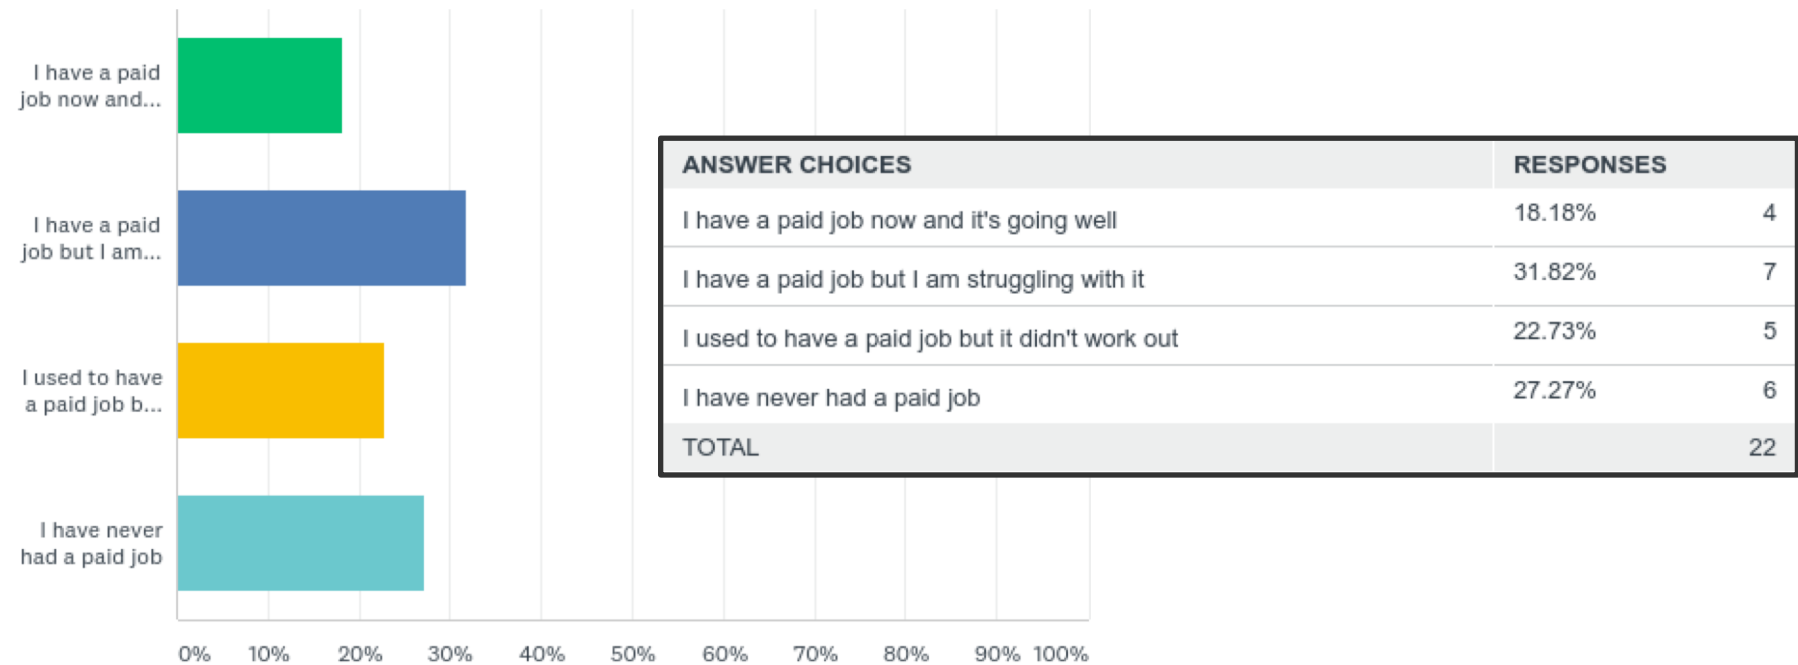 I have a paid
job now and...
I have a paid
job but I am...
I used to have
a paid job b...
I have never
had a paid job
0% 10% 20% 30% 40% 50% 60% 70% 80% 90% 100%
ANSWER CHOICES RESPONSES
I have a paid job now and it's going well 18.18% 4
I have a paid job but I am struggling with it 31.82% 7
I used to have a paid job but it didn't work out 22.73% 5
I have never had a paid job 27.27% 6
TOTAL 22